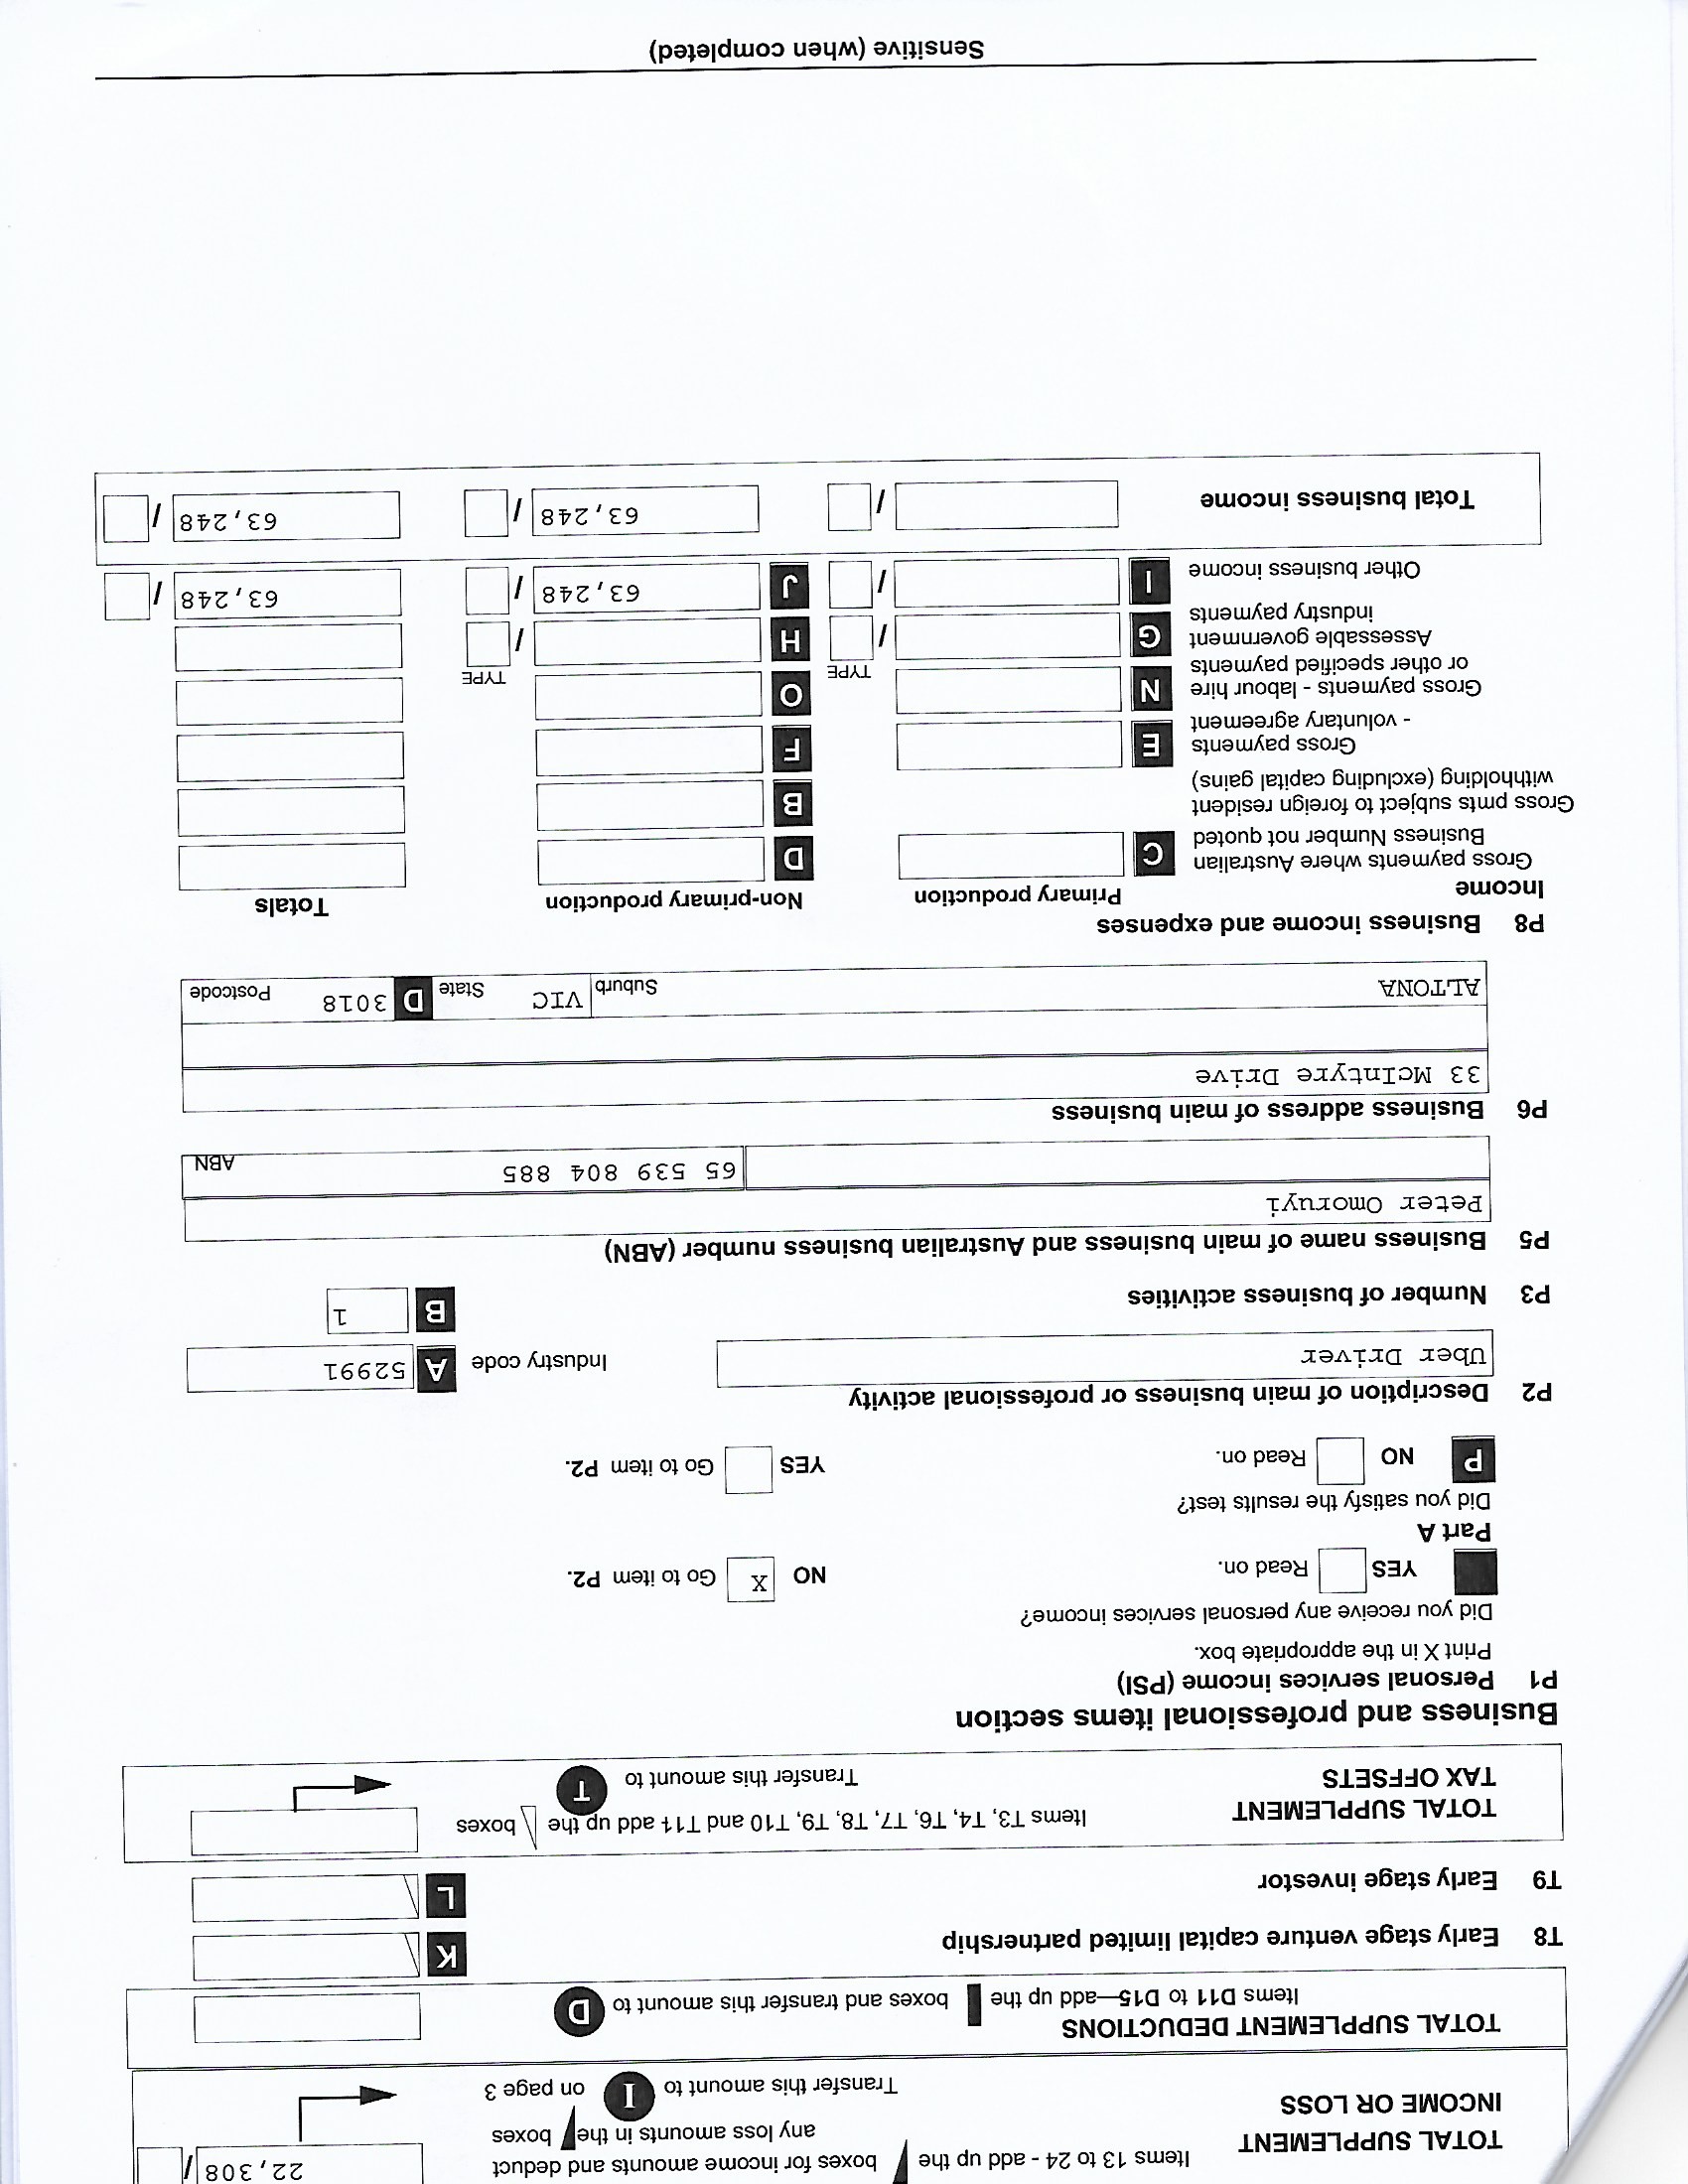 TOTAL SUPPLEMENT
INCOME OR LOSS
Items 13 to 24 - add up the boxes for income amounts and deduct
any loss amounts in the boxes
Transfer this amount to I on page 3
22,308 /
TOTAL SUPPLEMENT DEDUCTIONS
Items D11 to D15—add up the boxes and transfer this amount to D
T8 Early stage venture capital limited partnership K
T9 Early stage investor L
TOTAL SUPPLEMENT
TAX OFFSETS
Items T3, T4, T6, T7, T8, T9, T10 and T11 add up the boxes
Transfer this amount to T
Business and professional items section
P1 Personal services income (PSI)
Print X in the appropriate box.
Did you receive any personal services income?
YES Read on. NO X Go to item P2.
Part A
Did you satisfy the results test?
P NO Read on. YES Go to item P2.
P2 Description of main business or professional activity
Uber Driver Industry code A 52991
P3 Number of business activities B 1
P5 Business name of main business and Australian business number (ABN)
Peter Omoruyi
65 539 804 885 ABN
P6 Business address of main business
33 McIntyre Drive
ALTONA Suburb VIC State D 3018 Postcode
P8 Business income and expenses
Income Primary production Non-primary production Totals
Gross payments where Australian
Business Number not quoted C D
Gross pmts subject to foreign resident
withholding (excluding capital gains) B
Gross payments
- voluntary agreement E F
Gross payments - labour hire
or other specified payments N O
TYPE TYPE
Assessable government
industry payments G / H /
Other business income I / J 63,248 / 63,248 /
Total business income / 63,248 / 63,248 /
Sensitive (when completed)